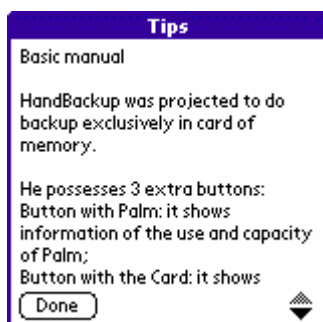 Tips
Basic manual
HandBackup was projected to do
backup exclusively in card of
memory.
He possesses 3 extra buttons:
Button with Palm: it shows
information of the use and capacity
of Palm;
Button with the Card: it shows
Done